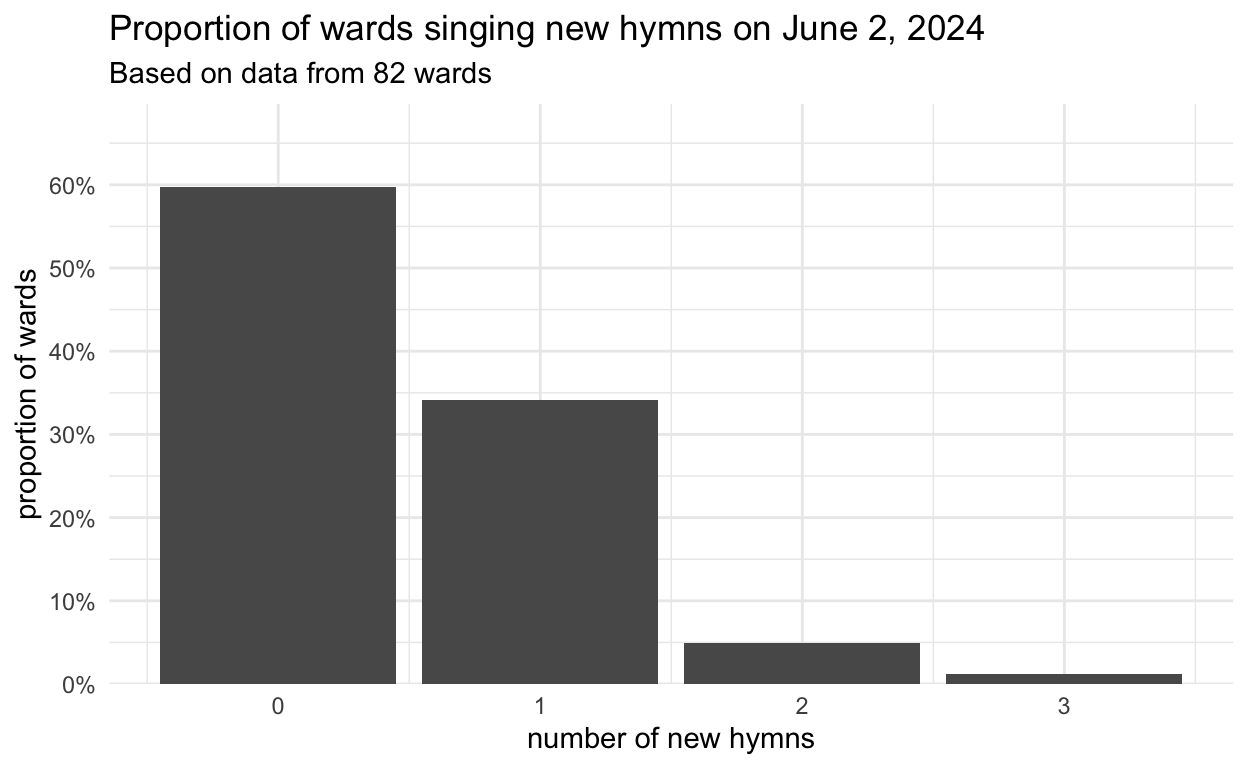 Proportion of wards singing new hymns on June 2, 2024
Based on data from 82 wards
proportion of wards
60%
50%
40%
30%
20%
10%
0%
0 1 2 3
number of new hymns